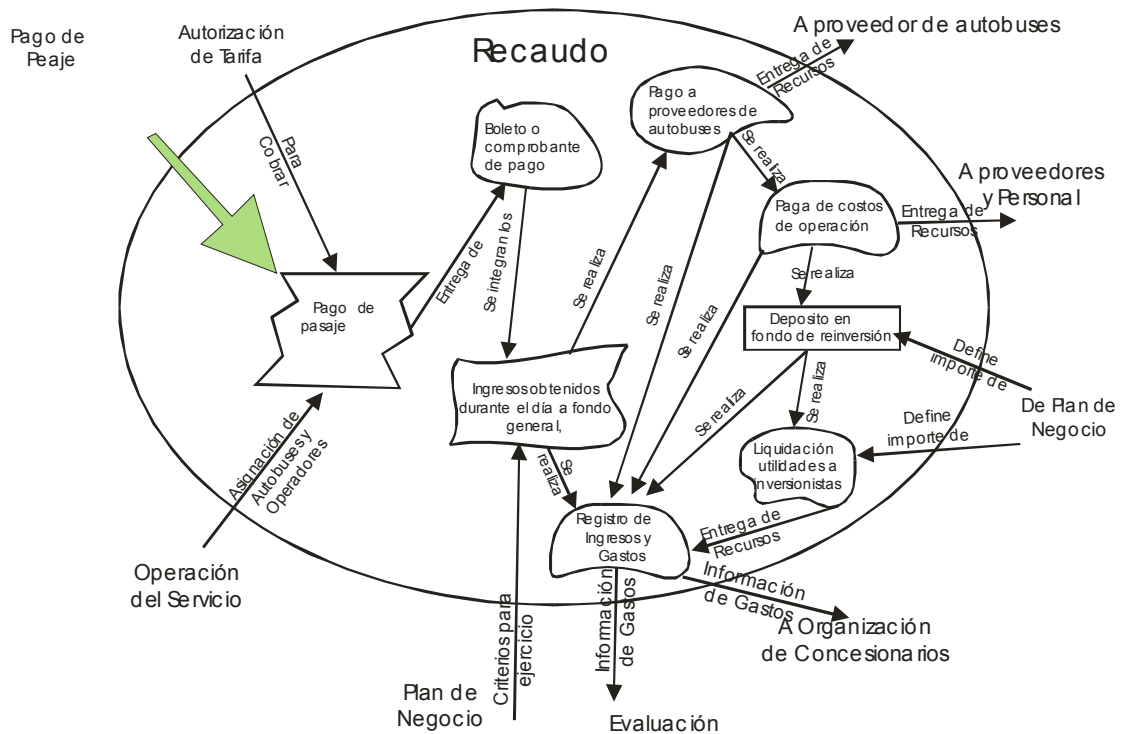 Pago de
Peaje
Autorización
de Tarifa
Recaudo
A proveedor de autobuses
Entrega de
Recursos
Para
Cobrar
Boleto o
comprobante
de pago
Pago a
proveedores de
autobuses
Se realiza
A proveedores
y Personal
Entrega de
Recursos
Paga de costos
de operación
Entrega de
Se integran los
Se realiza
Se realiza
Se realiza
Se realiza
Pago de
pasaje
Deposito en
fondo de reinversión
Define
importe de
Ingresos obtenidos
durante el día a fondo
general,
Se realiza
Se realiza
De Plan de
Negocio
Define
importe de
Liquidación
utilidades a
inversionistas
Se
realiza
Asignación de
Autobuses y
Operadores
Registro de
Ingresos y
Gastos
Entrega de
Recursos
Operación
del Servicio
Información
de Gastos
A Organización
de Concesionarios
Criterios para
ejercicio
Información
de Gastos
Plan de
Negocio
Evaluación